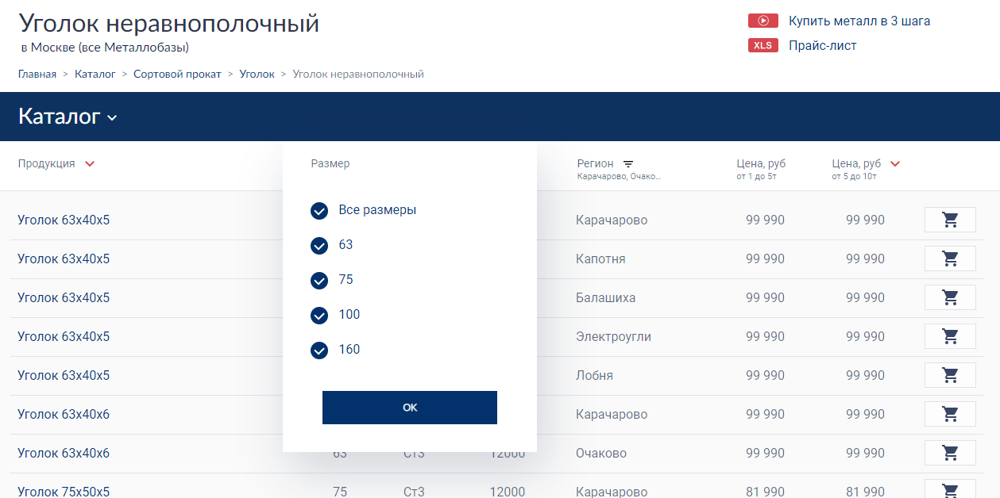 Уголок неравнополочный
в Москве (все Металлобазы)
Купить металл в 3 шага
XLS Прайс-лист
Главная > Каталог > Сортовой прокат > Уголок > Уголок неравнополочный
Каталог
Продукция Размер Регион Цена, руб Цена, руб
Карачарово, Очако... от 1 до 5т от 5 до 10т
Все размеры
63
75
100
160
OK
Уголок 63х40х5 Карачарово 99 990 99 990
Уголок 63х40х5 Капотня 99 990 99 990
Уголок 63х40х5 Балашиха 99 990 99 990
Уголок 63х40х5 Электроугли 99 990 99 990
Уголок 63х40х5 Лобня 99 990 99 990
Уголок 63х40х6 Карачарово 99 990 99 990
Уголок 63х40х6 63 Ст3 12000 Очаково 99 990 99 990
Уголок 75х50х5 75 Ст3 12000 Карачарово 81 990 81 990